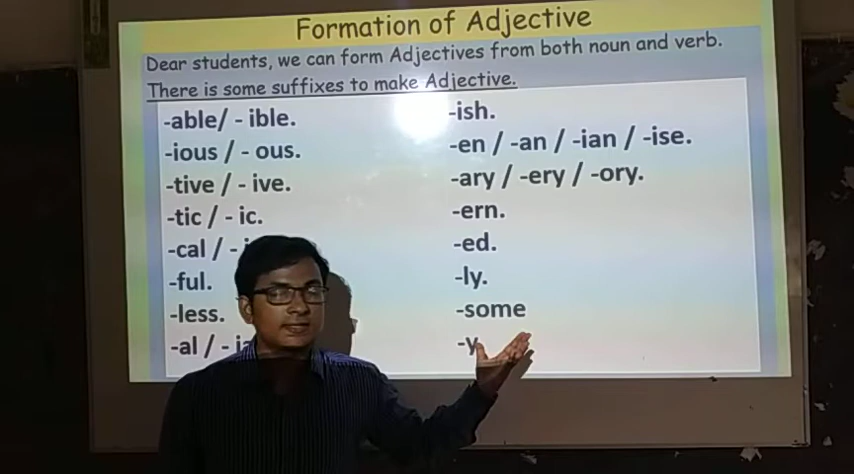 Formation of Adjective
Dear students, we can form Adjectives from both noun and verb.
There is some suffixes to make Adjective.
-able/ - ible.
-ious / - ous.
-tive / - ive.
-tic / - ic.
-cal / -
-ful.
-less.
-al / -
-ish.
-en / -an / -ian / -ise.
-ary / -ery / -ory.
-ern.
-ed.
-ly.
-some
-y